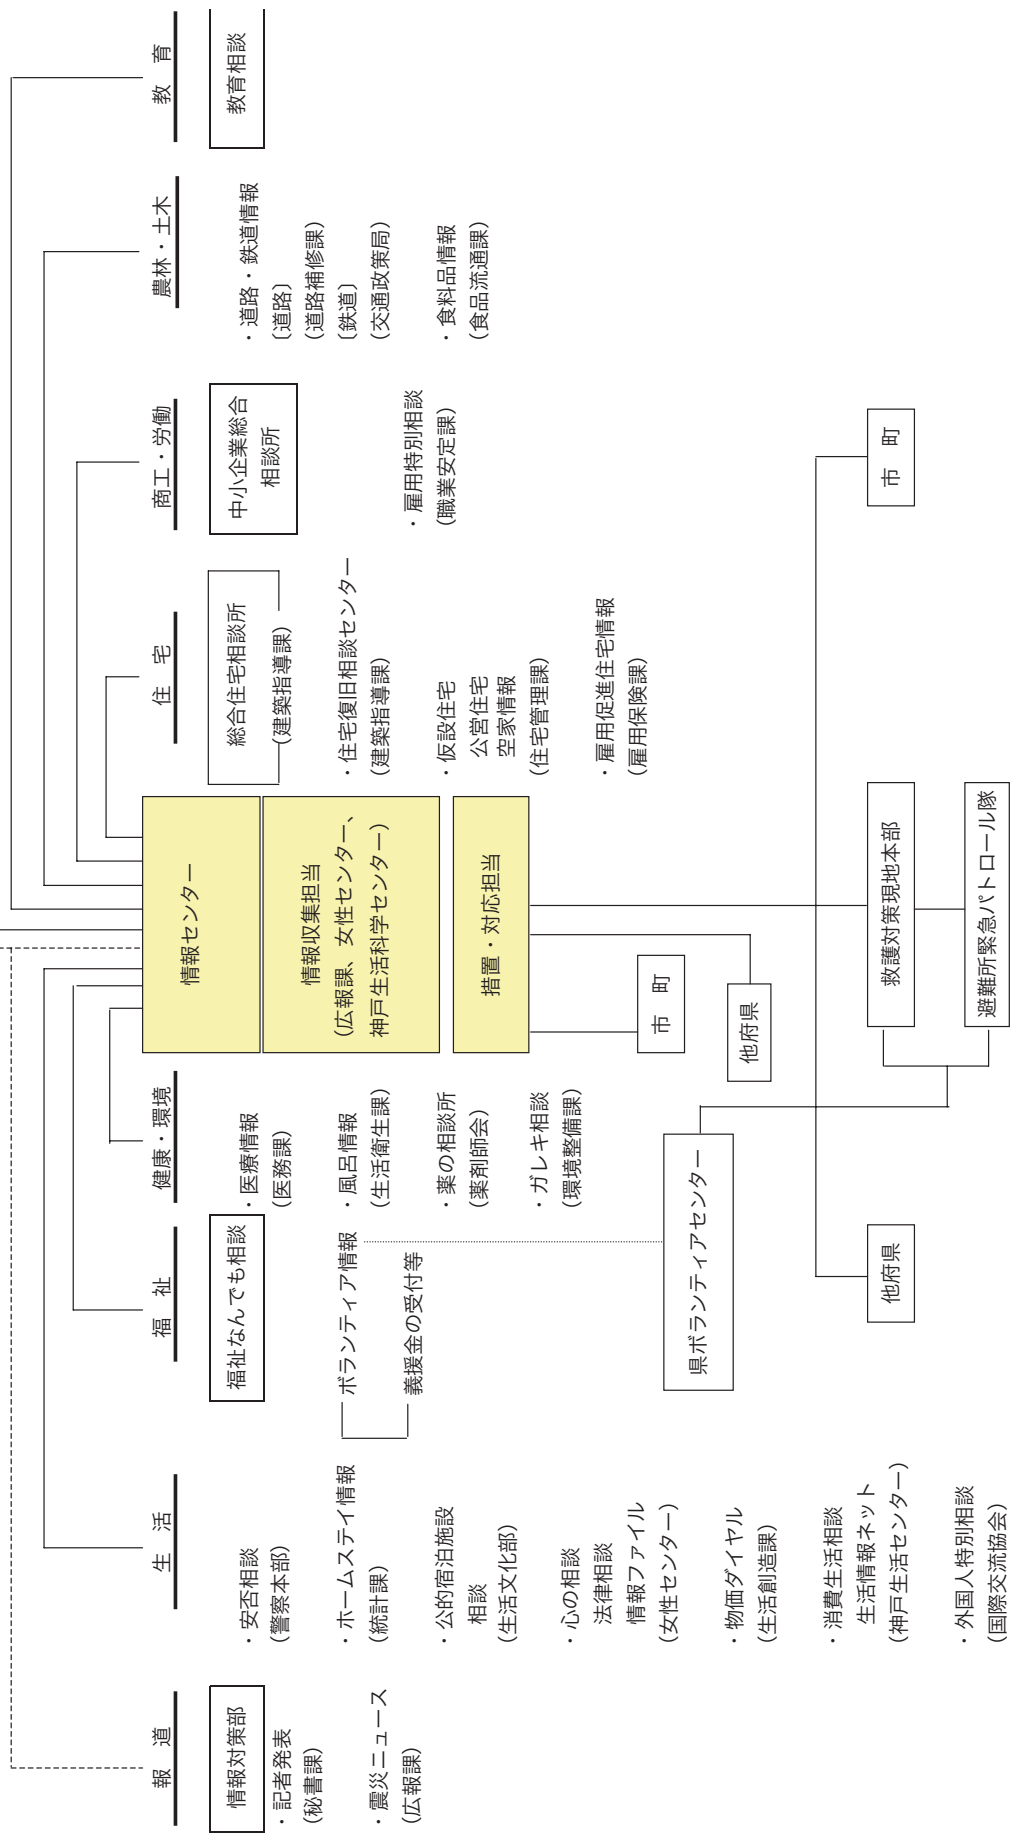 報　道
情報対策部
・記者発表
(秘書課)
・震災ニュース
(広報課)
生　活
・安否相談
(警察本部)
・ホームステイ情報
(統計課)
・公的宿泊施設
相談
(生活文化部)
・心の相談
法律相談
情報ファイル
(女性センター)
・物価ダイヤル
(生活創造課)
・消費生活相談
生活情報ネット
(神戸生活センター)
・外国人特別相談
(国際交流協会)
福　祉
福祉なんでも相談
ボランティア情報
義援金の受付等
健康・環境
・医療情報
(医務課)
・風呂情報
(生活衛生課)
・薬の相談所
(薬剤師会)
・ガレキ相談
(環境整備課)
情報センター
情報収集担当
(広報課、女性センター、
神戸生活科学センター)
措置・対応担当
住　宅
総合住宅相談所
(建築指導課)
・住宅復旧相談センター
(建築指導課)
・仮設住宅
公営住宅
空家情報
(住宅管理課)
・雇用促進住宅情報
(雇用保険課)
商工・労働
中小企業総合
相談所
・雇用特別相談
(職業安定課)
農林・土木
・道路・鉄道情報
〔道路〕
(道路補修課)
〔鉄道〕
(交通政策局)
・食料品情報
(食品流通課)
教　育
教育相談
市　町
他府県
県ボランティアセンター
他府県
救護対策現地本部
市　町
避難所緊急パトロール隊